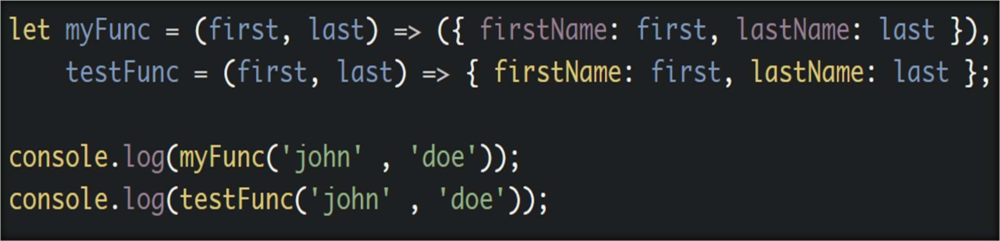 let myFunc = (first, last) => ({ firstName: first, lastName: last }),
    testFunc = (first, last) => { firstName: first, lastName: last };
console.log(myFunc('john' , 'doe'));
console.log(testFunc('john' , 'doe'));